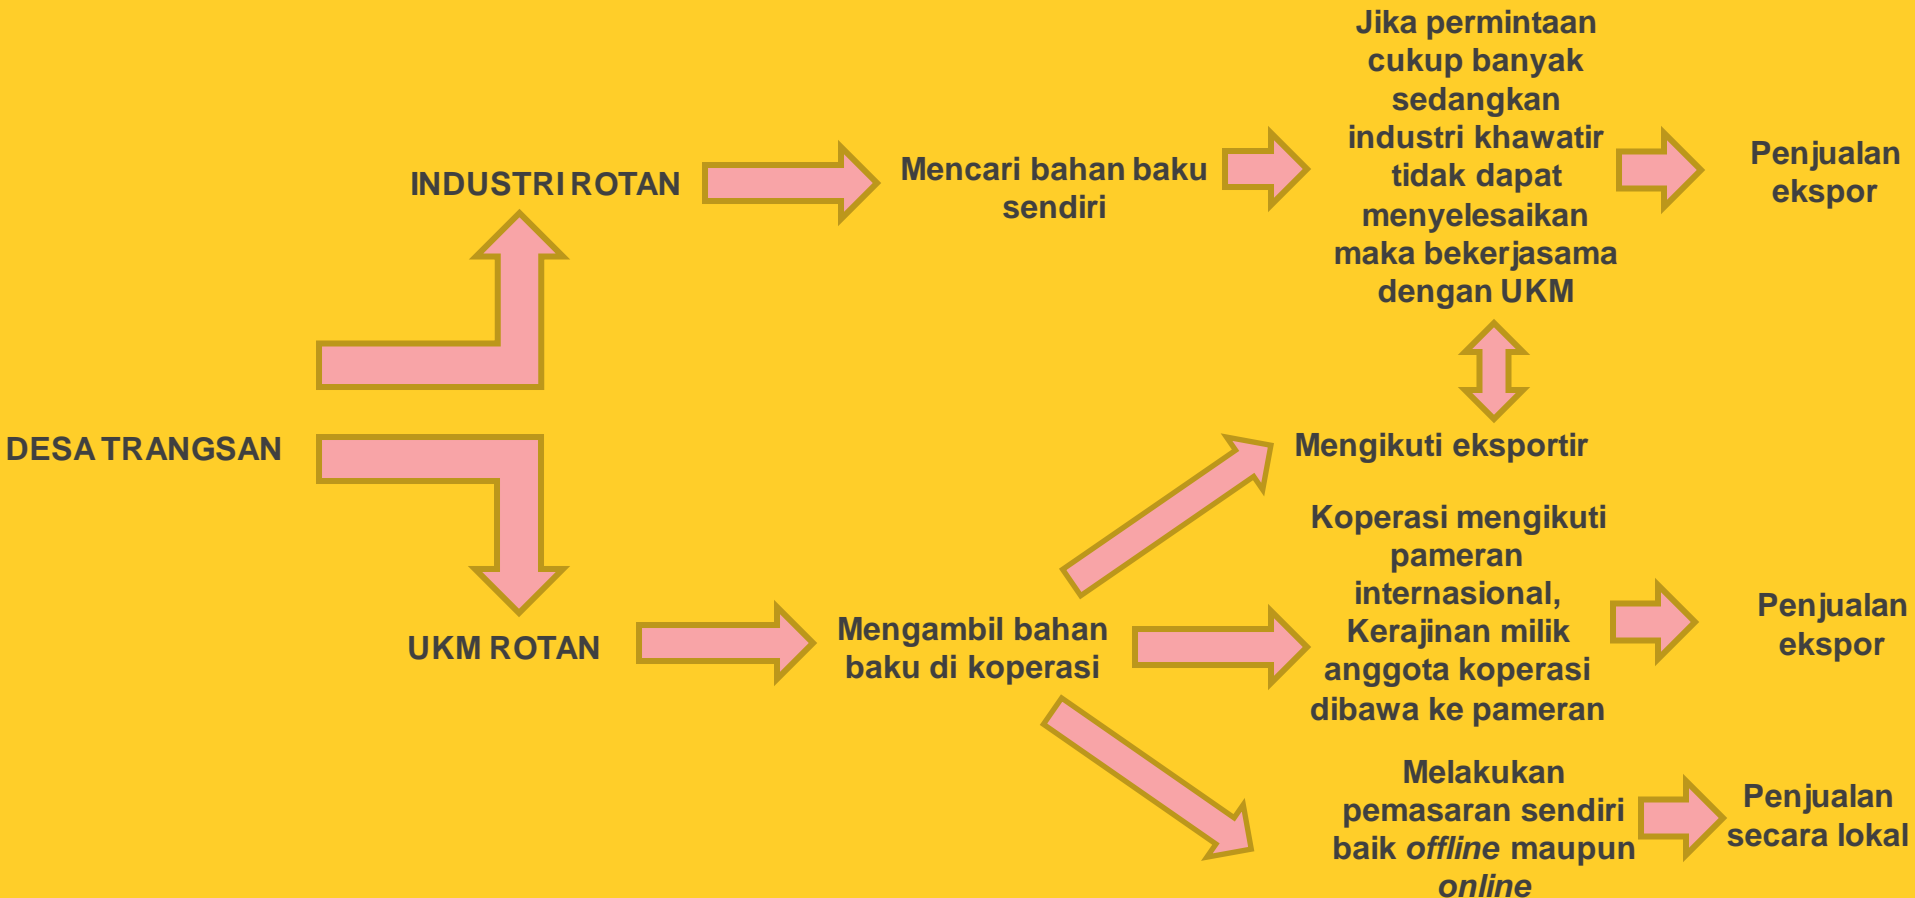 DESA TRANGSAN
INDUSTRI ROTAN
Mencari bahan baku
sendiri
Jika permintaan
cukup banyak
sedangkan
industri khawatir
tidak dapat
menyelesaikan
maka bekerjasama
dengan UKM
Penjualan
ekspor
UKM ROTAN
Mengambil bahan
baku di koperasi
Mengikuti eksportir
Koperasi mengikuti
pameran
internasional,
Kerajinan milik
anggota koperasi
dibawa ke pameran
Penjualan
ekspor
Melakukan
pemasaran sendiri
baik offline maupun
online
Penjualan
secara lokal